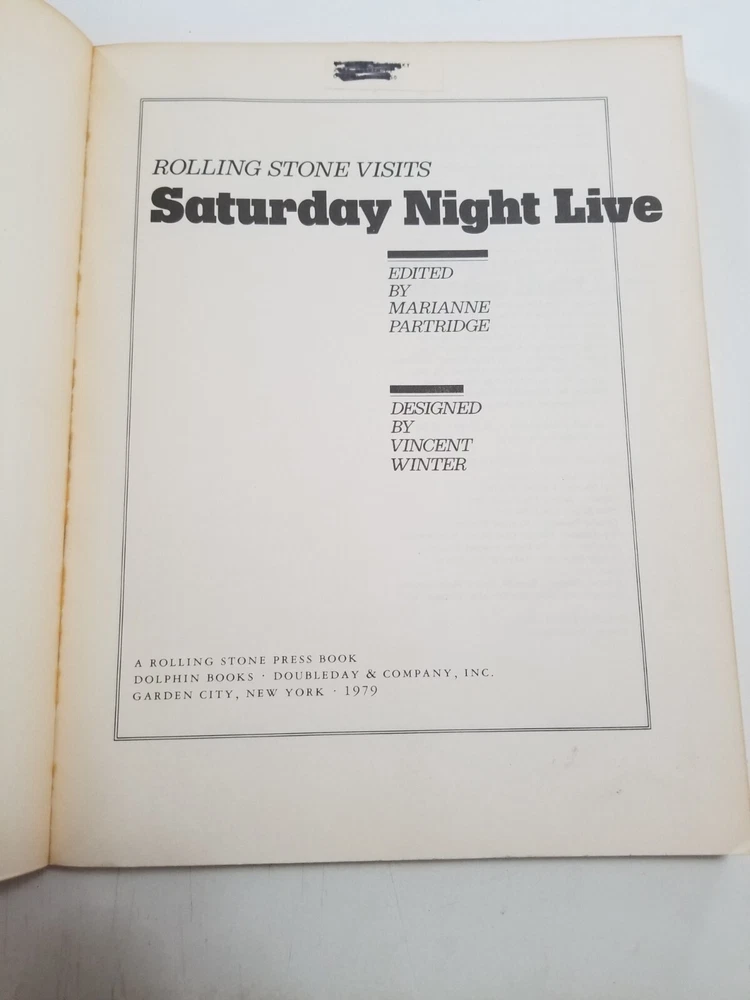 ROLLING STONE VISITS
Saturday Night Live
EDITED
BY
MARIANNE
PARTRIDGE
DESIGNED
BY
VINCENT
WINTER
A ROLLING STONE PRESS BOOK
DOLPHIN BOOKS · DOUBLEDAY & COMPANY, INC.
GARDEN CITY, NEW YORK · 1979